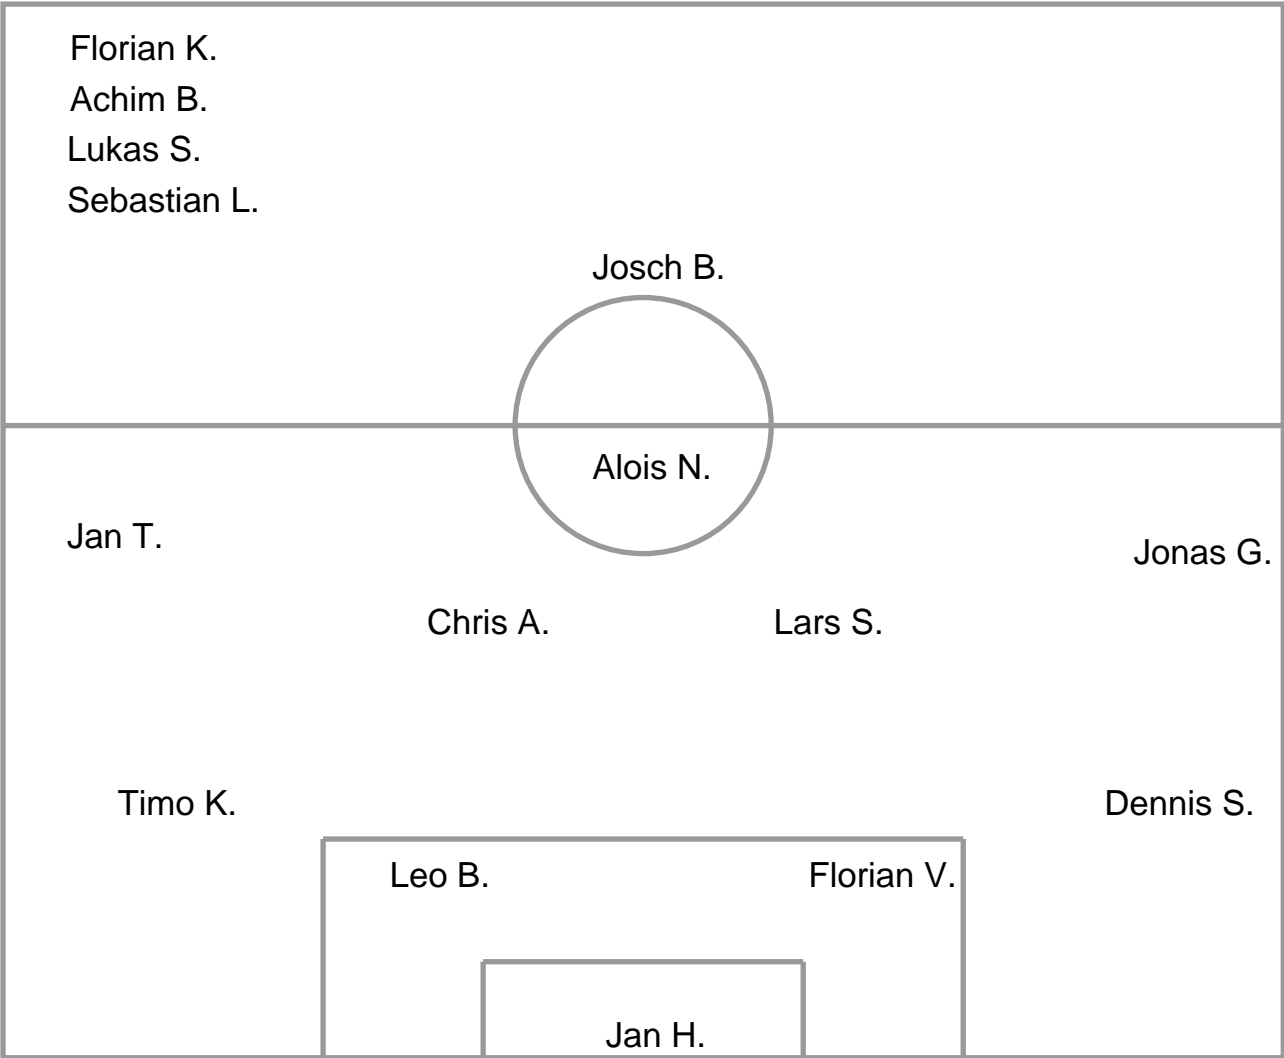 Florian K.
Achim B.
Lukas S.
Sebastian L.
Josch B.
Alois N.
Jan T.
Jonas G.
Chris A.
Lars S.
Timo K.
Dennis S.
Leo B.
Florian V.
Jan H.